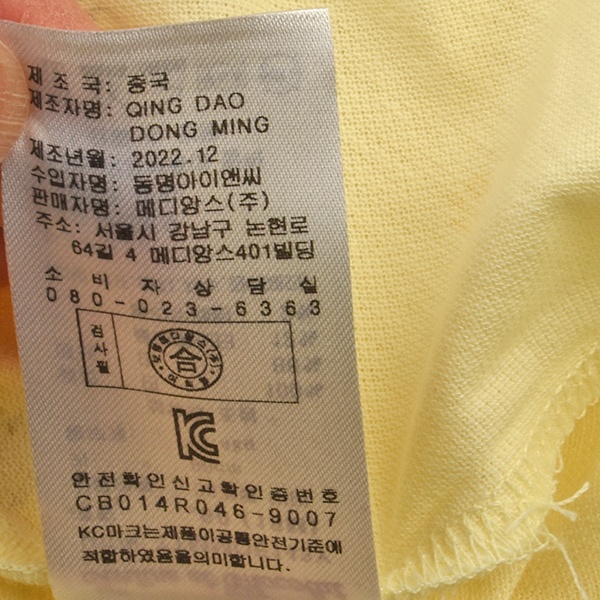 제 조 국: 중국
제조자명: QING DAO
DONG MING
제조년월: 2022.12
수입자명: 동명아이앤씨
판매자명: 메디앙스(주)
주소: 서울시 강남구 논현로
64길 4 메디앙스401빌딩
소 비 자 상 담 실
080-023-6363
검사필
合
안전확인신고확인증번호
CB014R046-9007
KC마크는제품이공통안전기준에
적합하였음을의미합니다.